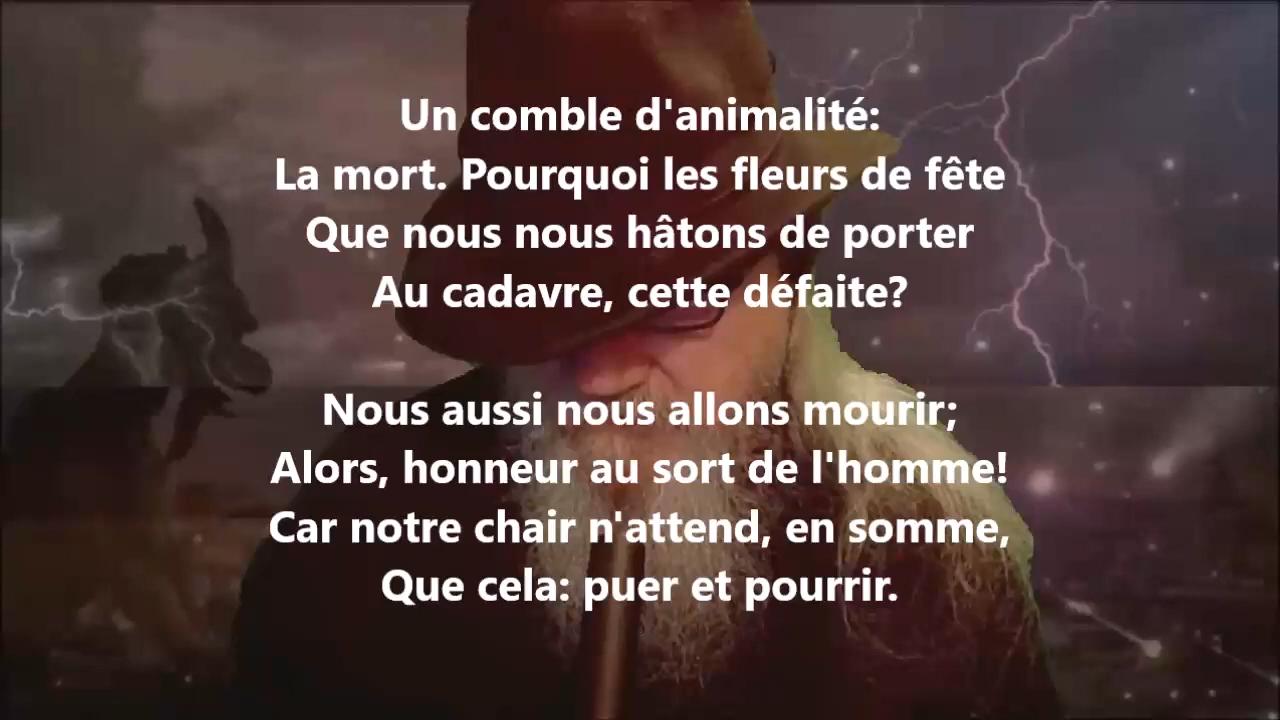 Un comble d'animalité:
La mort. Pourquoi les fleurs de fête
Que nous nous hâtons de porter
Au cadavre, cette défaite?
Nous aussi nous allons mourir;
Alors, honneur au sort de l'homme!
Car notre chair n'attend, en somme,
Que cela: puer et pourrir.